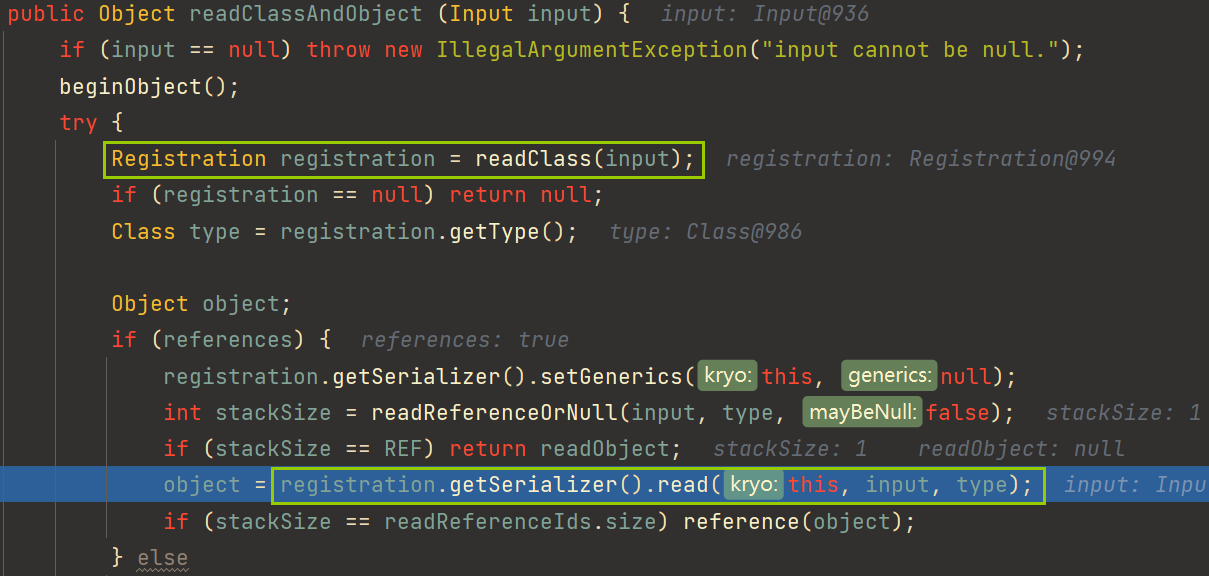 public Object readClassAndObject (Input input) {   input: Input@936
if (input == null) throw new IllegalArgumentException("input cannot be null.");
beginObject();
try {
Registration registration = readClass(input);   registration: Registration@994
if (registration == null) return null;
Class type = registration.getType();   type: Class@986
Object object;
if (references) {   references: true
registration.getSerializer().setGenerics( kryo: this, generics: null);
int stackSize = readReferenceOrNull(input, type, mayBeNull: false);   stackSize: 1
if (stackSize == REF) return readObject;   stackSize: 1   readObject: null
object = registration.getSerializer().read( kryo: this, input, type);   input: Inpu
if (stackSize == readReferenceIds.size) reference(object);
} else